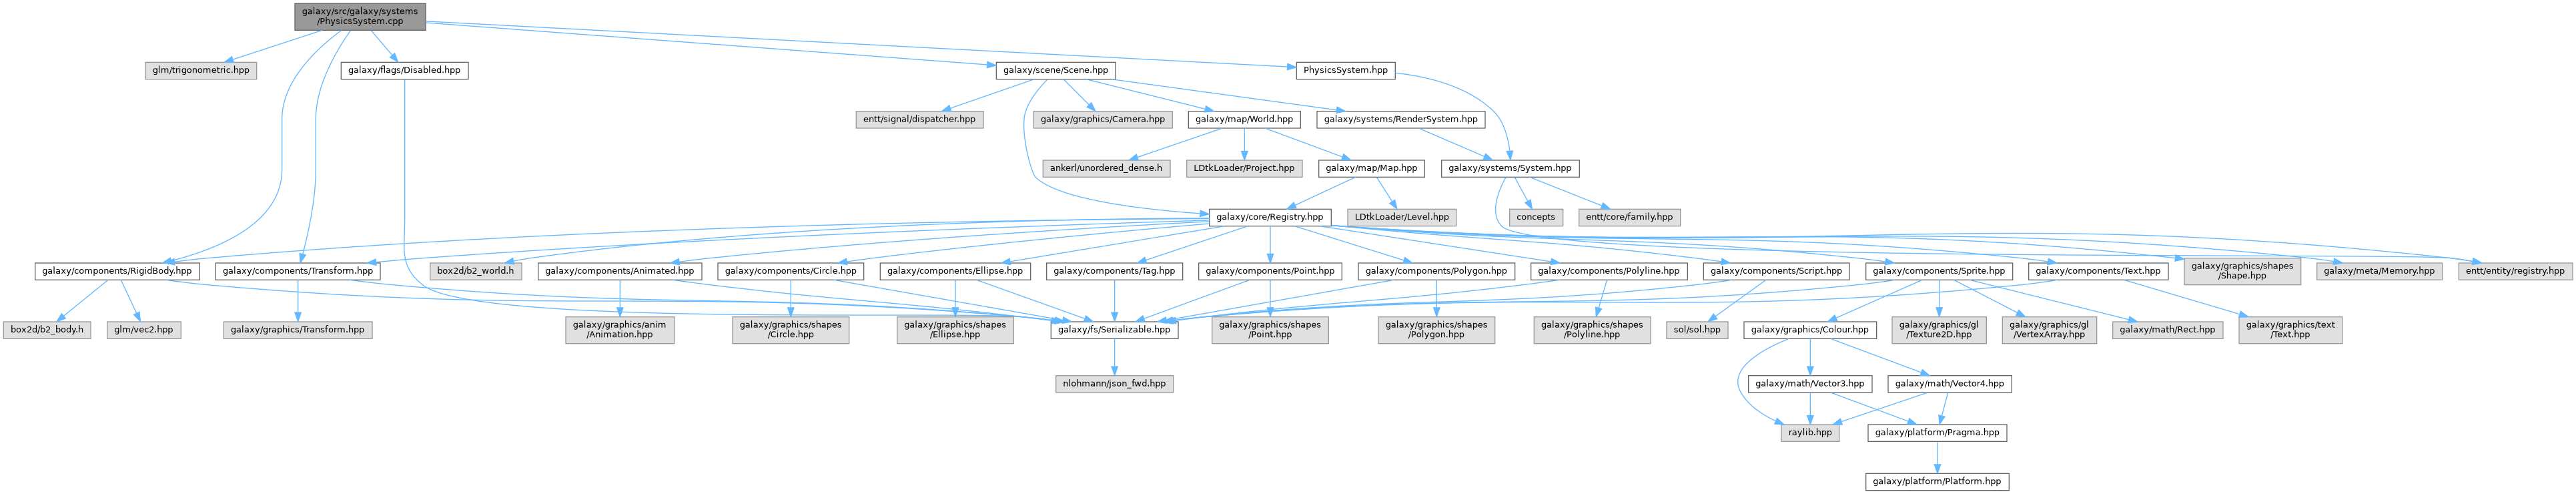 galaxy/src/galaxy/systems
/PhysicsSystem.cpp
glm/trigonometric.hpp
galaxy/flags/Disabled.hpp
galaxy/scene/Scene.hpp
PhysicsSystem.hpp
entt/signal/dispatcher.hpp
galaxy/graphics/Camera.hpp
galaxy/map/World.hpp
galaxy/systems/RenderSystem.hpp
ankerl/unordered_dense.h
LDtkLoader/Project.hpp
galaxy/map/Map.hpp
galaxy/systems/System.hpp
galaxy/core/Registry.hpp
LDtkLoader/Level.hpp
concepts
entt/core/family.hpp
galaxy/components/RigidBody.hpp
galaxy/components/Transform.hpp
box2d/b2_world.h
galaxy/components/Animated.hpp
galaxy/components/Circle.hpp
galaxy/components/Ellipse.hpp
galaxy/components/Tag.hpp
galaxy/components/Point.hpp
galaxy/components/Polygon.hpp
galaxy/components/Polyline.hpp
galaxy/components/Script.hpp
galaxy/components/Sprite.hpp
galaxy/components/Text.hpp
galaxy/graphics/shapes
/Shape.hpp
galaxy/meta/Memory.hpp
entt/entity/registry.hpp
box2d/b2_body.h
glm/vec2.hpp
galaxy/graphics/Transform.hpp
galaxy/graphics/anim
/Animation.hpp
galaxy/graphics/shapes
/Circle.hpp
galaxy/graphics/shapes
/Ellipse.hpp
galaxy/fs/Serializable.hpp
galaxy/graphics/shapes
/Point.hpp
galaxy/graphics/shapes
/Polygon.hpp
galaxy/graphics/shapes
/Polyline.hpp
sol/sol.hpp
galaxy/graphics/Colour.hpp
galaxy/graphics/gl
/Texture2D.hpp
galaxy/graphics/gl
/VertexArray.hpp
galaxy/math/Rect.hpp
galaxy/graphics/text
/Text.hpp
nlohmann/json_fwd.hpp
galaxy/math/Vector3.hpp
galaxy/math/Vector4.hpp
raylib.hpp
galaxy/platform/Pragma.hpp
galaxy/platform/Platform.hpp